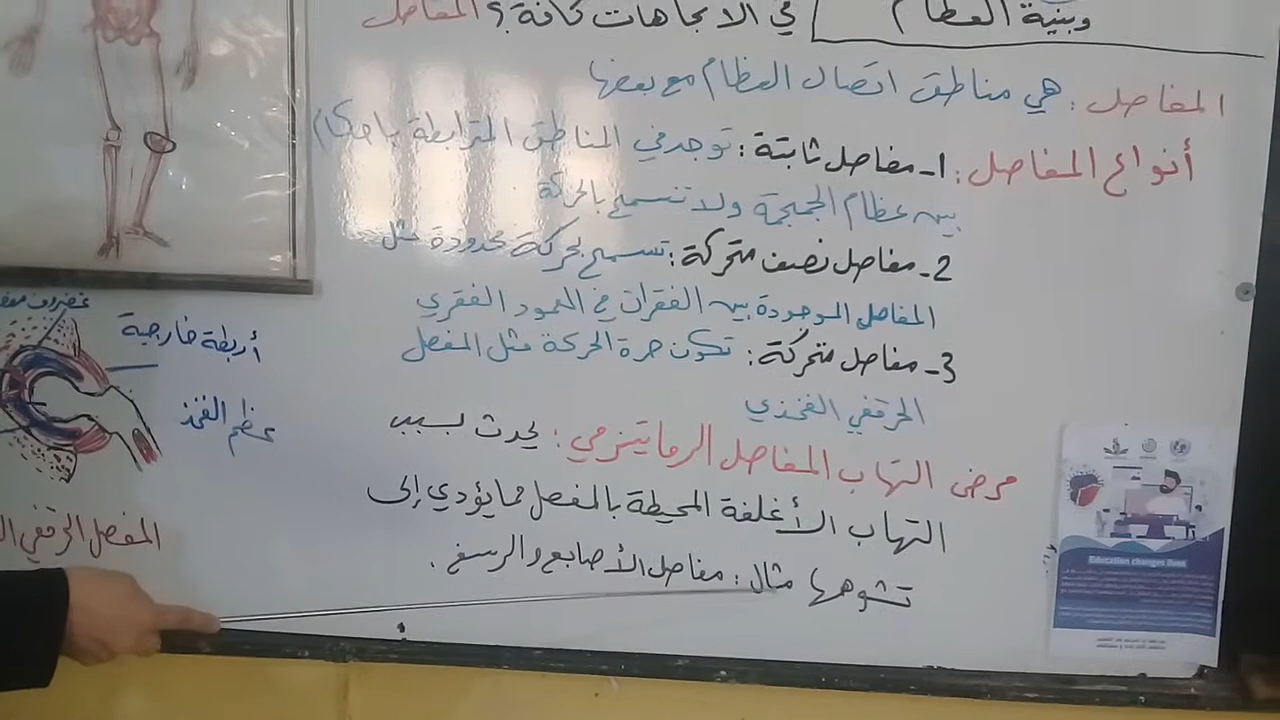 وبنية العظام
في الاتجاهات كافة؟ المفاصل
المفاصل: هي مناطق اتصال العظام مع بعضها
أنواع المفاصل: 1- مفاصل ثابتة: توجد في المناطق المترابطة بإحكام
بين عظام الجمجمة ولا تسمح بالحركة
2- مفاصل نصف متحركة: تسمح بحركة محدودة مثل
المفاصل الموجودة بين الفقرات في العمود الفقري
3- مفاصل متحركة: تكون حرة الحركة مثل المفصل
الحرقفي الفخذي
مرض التهاب المفاصل الرماتيزمي: يحدث بسبب
التهاب الأغلفة المحيطة بالمفصل مما يؤدي إلى
تشوهها مثال: مفاصل الأصابع والرسغ.
غضروف
أربطة خارجية
عظم الفخذ
المفصل الحرقفي
Education changes lives